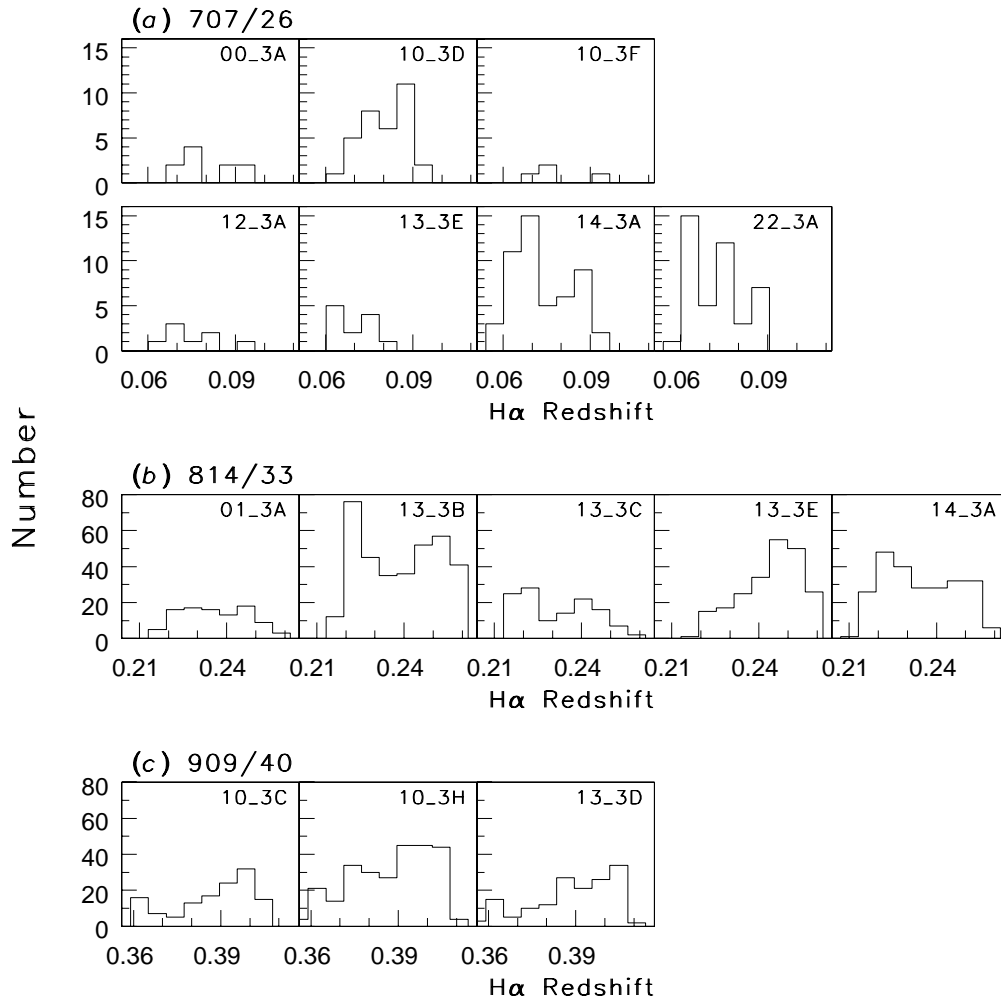 (a) 707/26
00_3A 10_3D 10_3F
15
10
5
0
12_3A 13_3E 14_3A 22_3A
15
10
5
0
0.06 0.09 0.06 0.09 0.06 0.09 0.06 0.09
Hα Redshift
Number
(b) 814/33
80
01_3A 13_3B 13_3C 13_3E 14_3A
60
40
20
0
0.21 0.24 0.21 0.24 0.21 0.24 0.21 0.24 0.21 0.24
Hα Redshift
(c) 909/40
80
10_3C 10_3H 13_3D
60
40
20
0
0.36 0.39 0.36 0.39 0.36 0.39
Hα Redshift